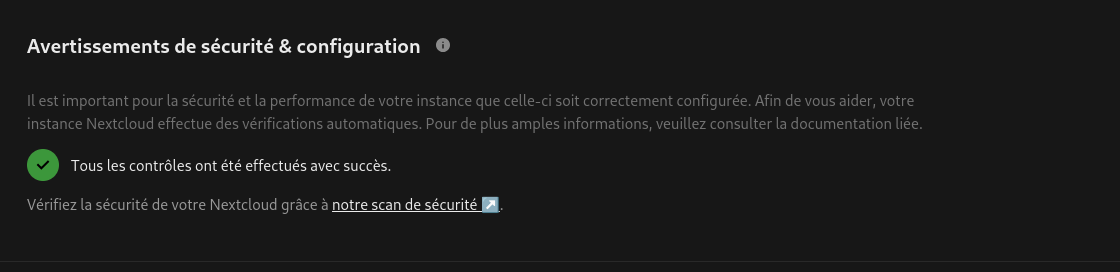 Avertissements de sécurité & configuration
Il est important pour la sécurité et la performance de votre instance que celle-ci soit correctement configurée. Afin de vous aider, votre
instance Nextcloud effectue des vérifications automatiques. Pour de plus amples informations, veuillez consulter la documentation liée.
Tous les contrôles ont été effectués avec succès.
Vérifiez la sécurité de votre Nextcloud grâce à notre scan de sécurité ↗.